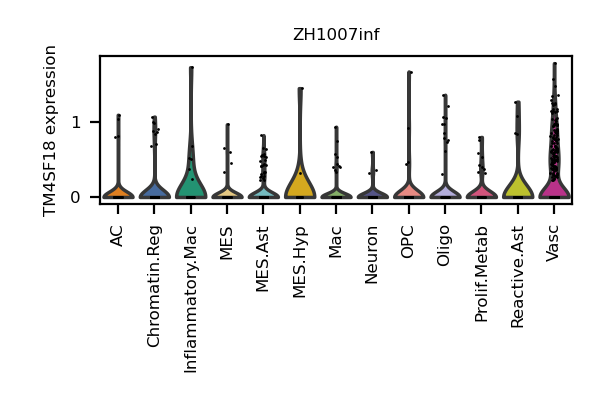 ZH1007inf
TM4SF18 expression
1
0
AC
Chromatin.Reg
Inflammatory.Mac
MES
MES.Ast
MES.Hyp
Mac
Neuron
OPC
Oligo
Prolif.Metab
Reactive.Ast
Vasc